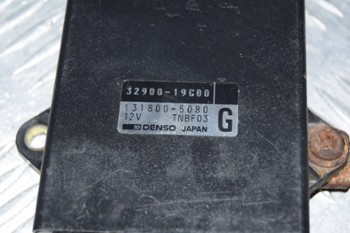 32900-19C00
131800-5080
12V TNBF03 G
DENSO JAPAN